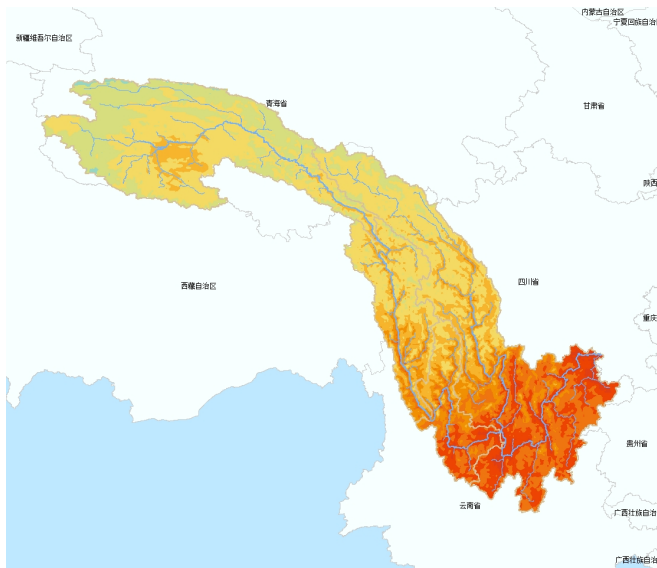 内蒙古自治区
宁夏回族自治
新疆维吾尔自治区
青海省
甘肃省
陕西
西藏自治区
四川省
重庆
贵州省
云南省
广西壮族自治
广西壮族自治